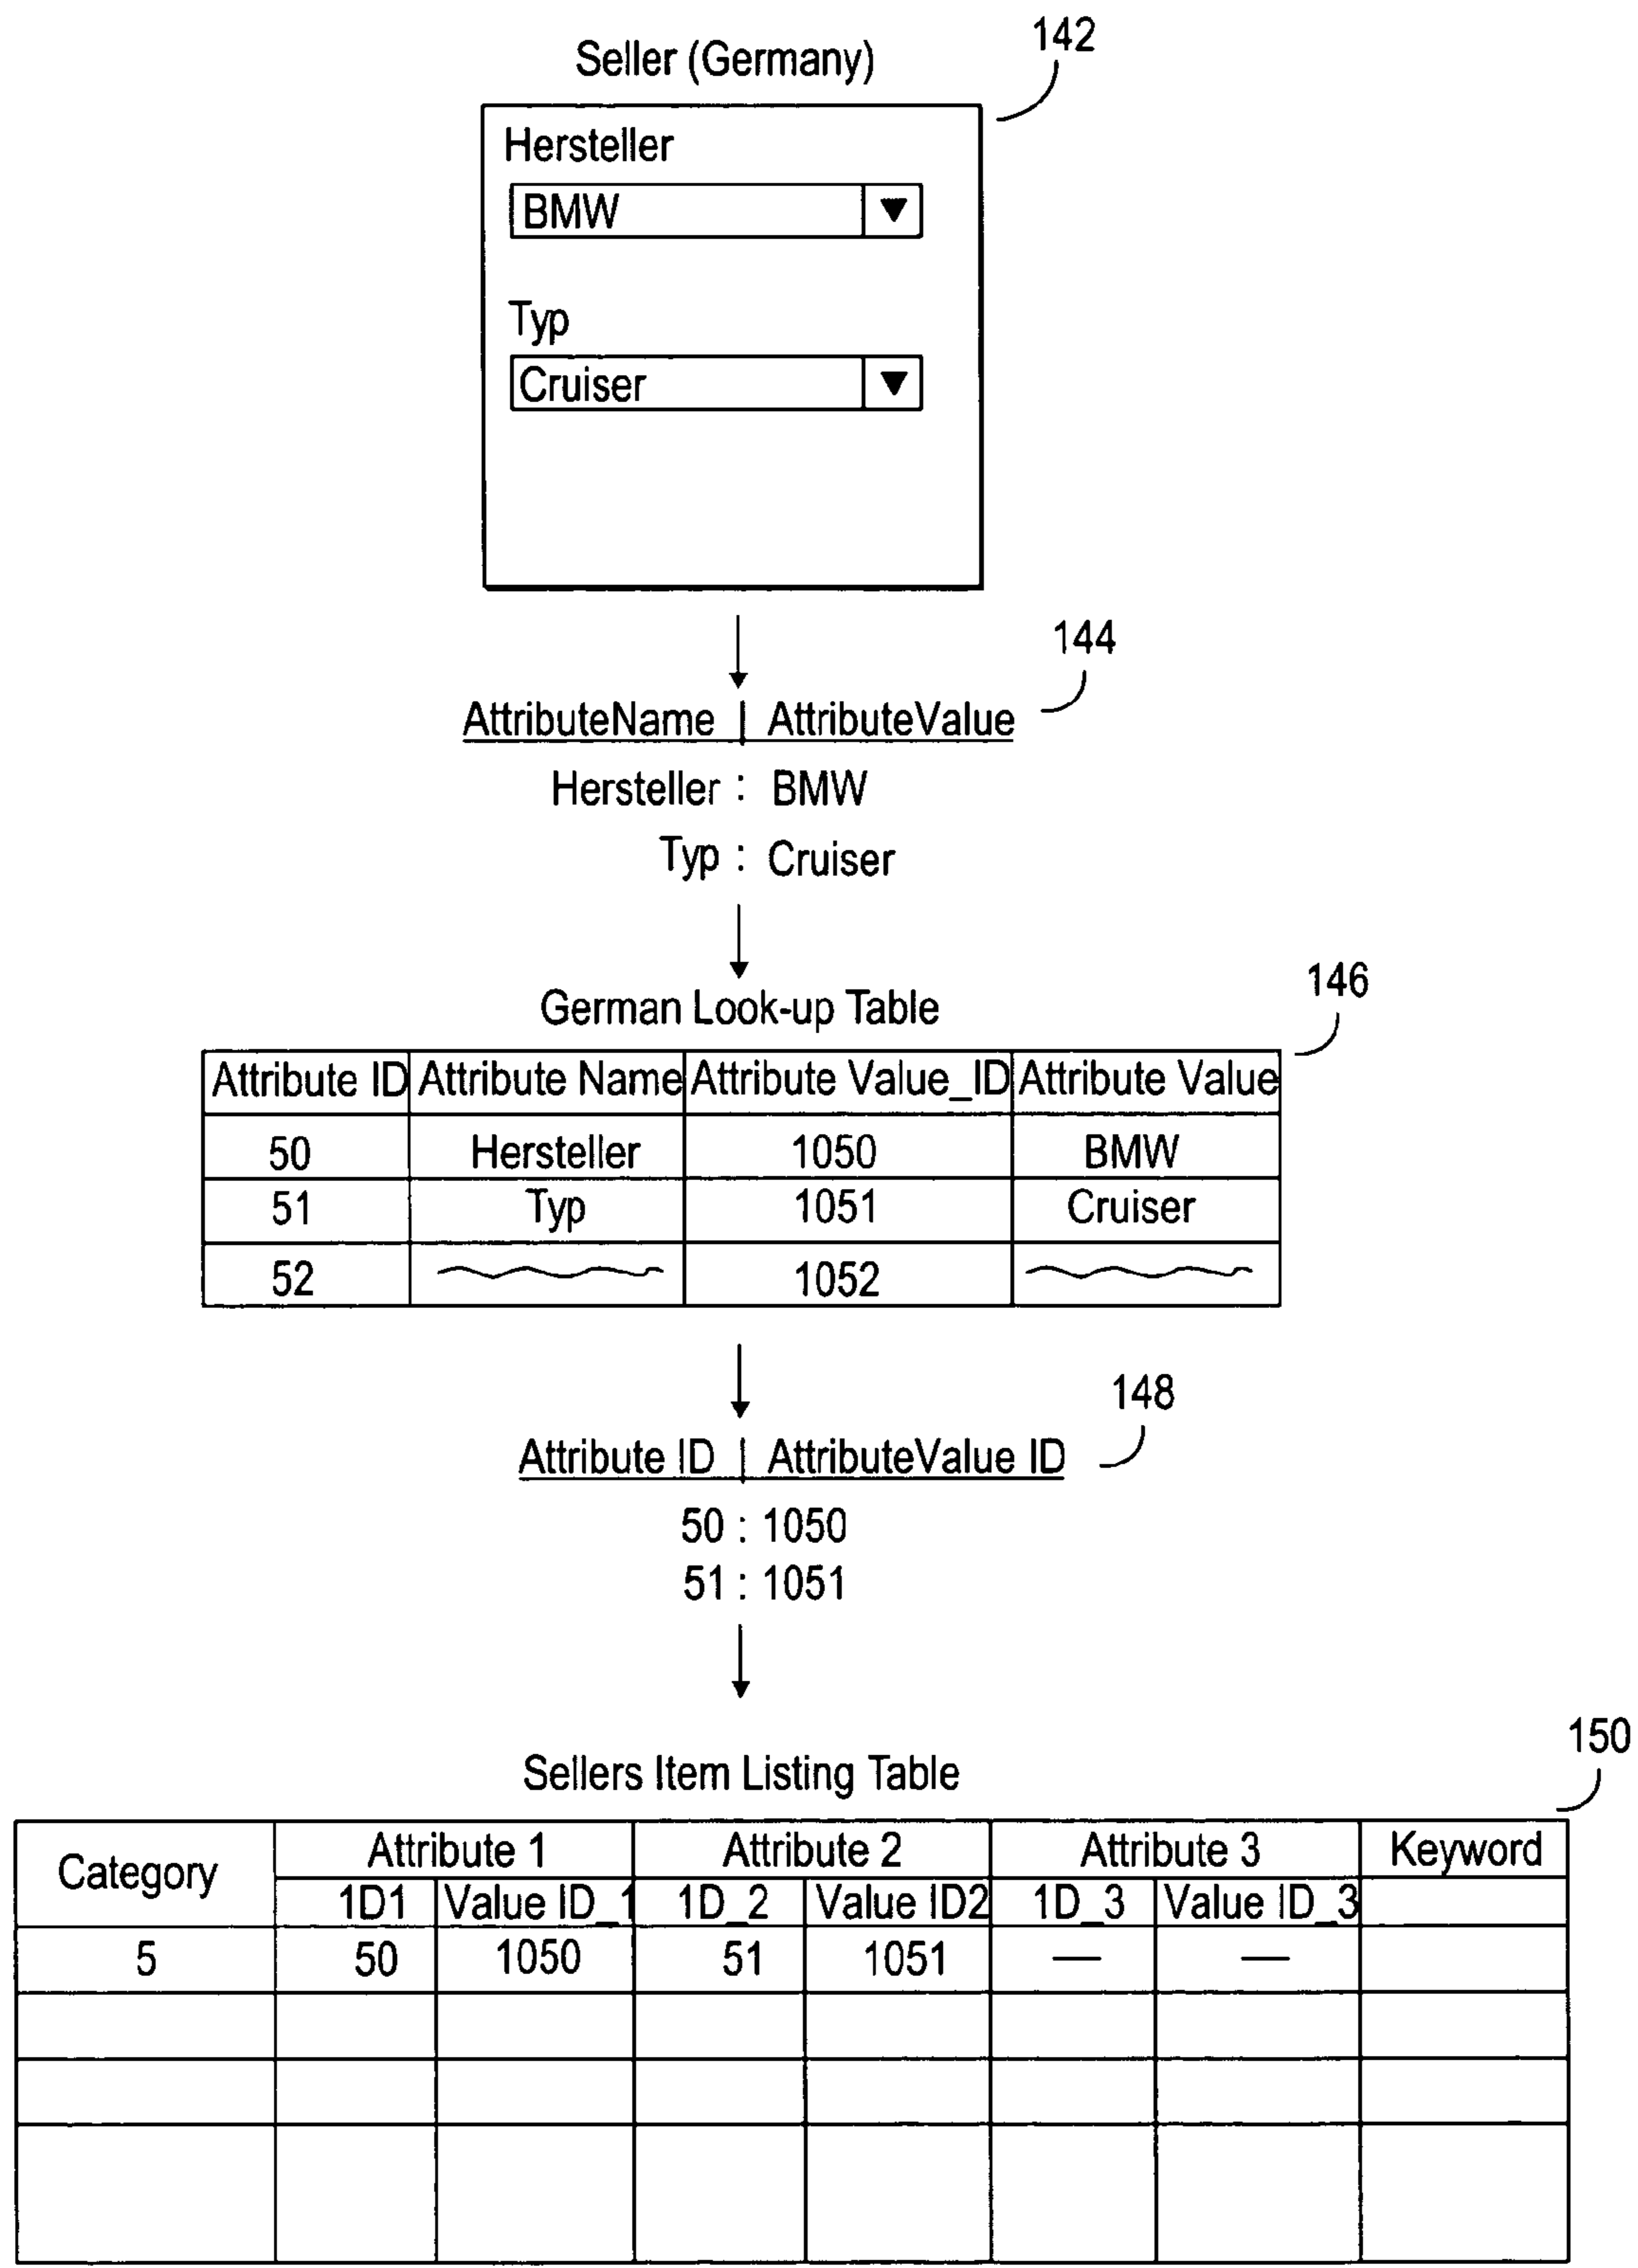 142
Seller (Germany)
Hersteller
BMW
Typ
Cruiser
144
AttributeName | AttributeValue
Hersteller : BMW
Typ : Cruiser
146
German Look-up Table
Attribute ID Attribute Name Attribute Value_ID Attribute Value
50 Hersteller 1050 BMW
51 Typ 1051 Cruiser
52 1052
148
Attribute ID | AttributeValue ID
50 : 1050
51 : 1051
150
Sellers Item Listing Table
Category Attribute 1 Attribute 2 Attribute 3 Keyword
1D1 Value ID_1 1D_2 Value ID2 1D_3 Value ID_3
5 50 1050 51 1051 — —